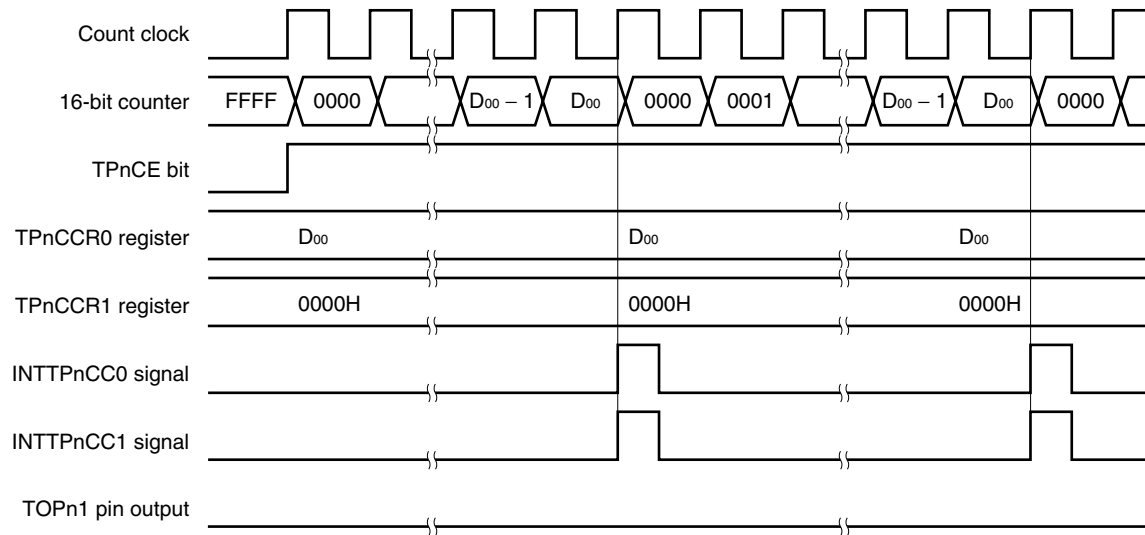 Count clock
16-bit counter FFFF 0000 D00 − 1 D00 0000 0001 D00 − 1 D00 0000
TPnCE bit
TPnCCR0 register D00 D00 D00
TPnCCR1 register 0000H 0000H 0000H
INTTPnCC0 signal
INTTPnCC1 signal
TOPn1 pin output